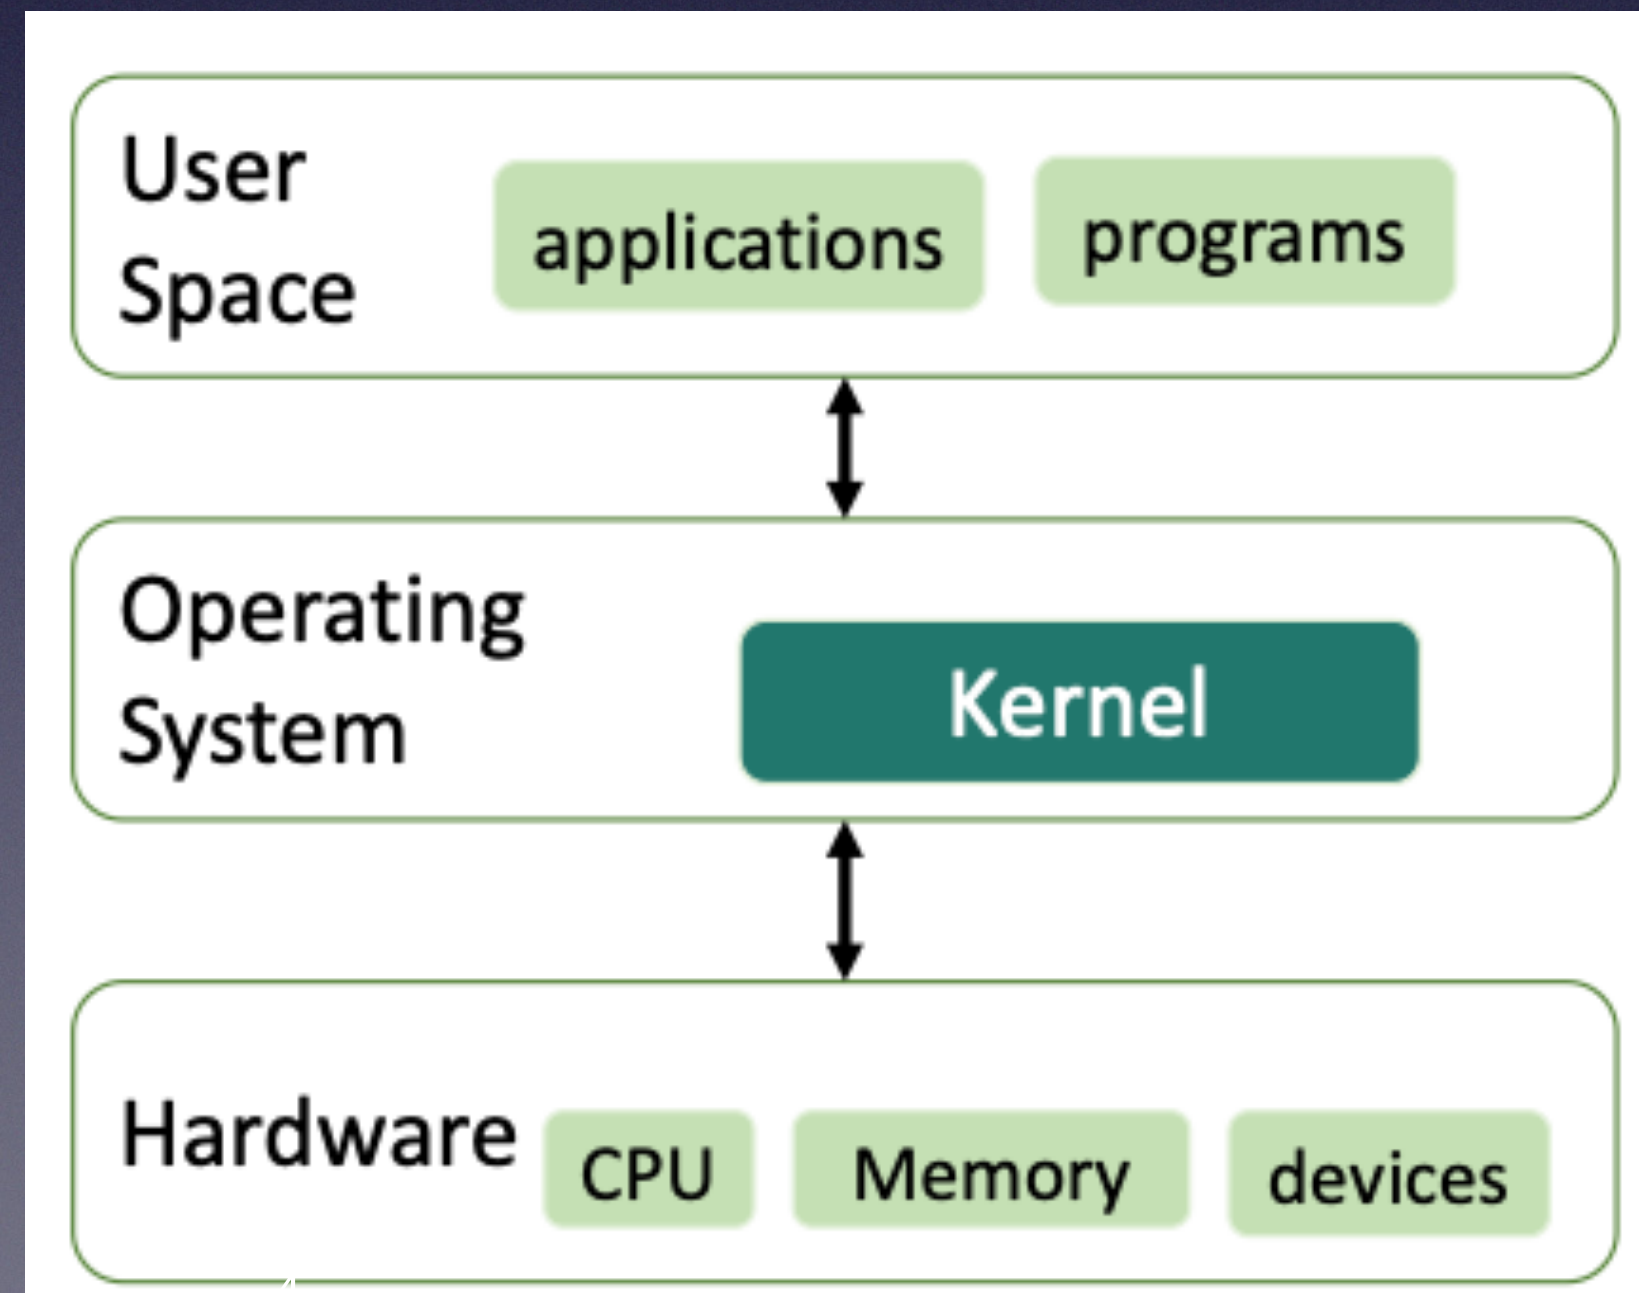 User
Space
applications
programs
Operating
System
Kernel
Hardware
CPU
Memory
devices